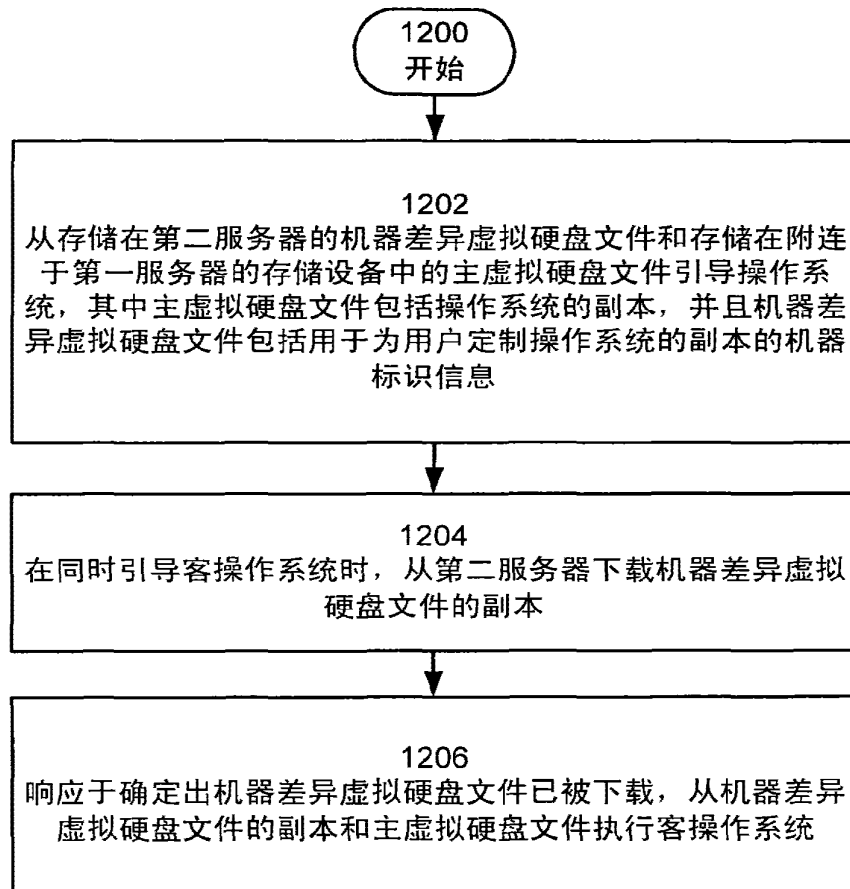 1200
开始
1202
从存储在第二服务器的机器差异虚拟硬盘文件和存储在附连
于第一服务器的存储设备中的主虚拟硬盘文件引导操作系
统，其中主虚拟硬盘文件包括操作系统的副本，并且机器差
异虚拟硬盘文件包括用于为用户定制操作系统的副本的机器
标识信息
1204
在同时引导客操作系统时，从第二服务器下载机器差异虚拟
硬盘文件的副本
1206
响应于确定出机器差异虚拟硬盘文件已被下载，从机器差异
虚拟硬盘文件的副本和主虚拟硬盘文件执行客操作系统